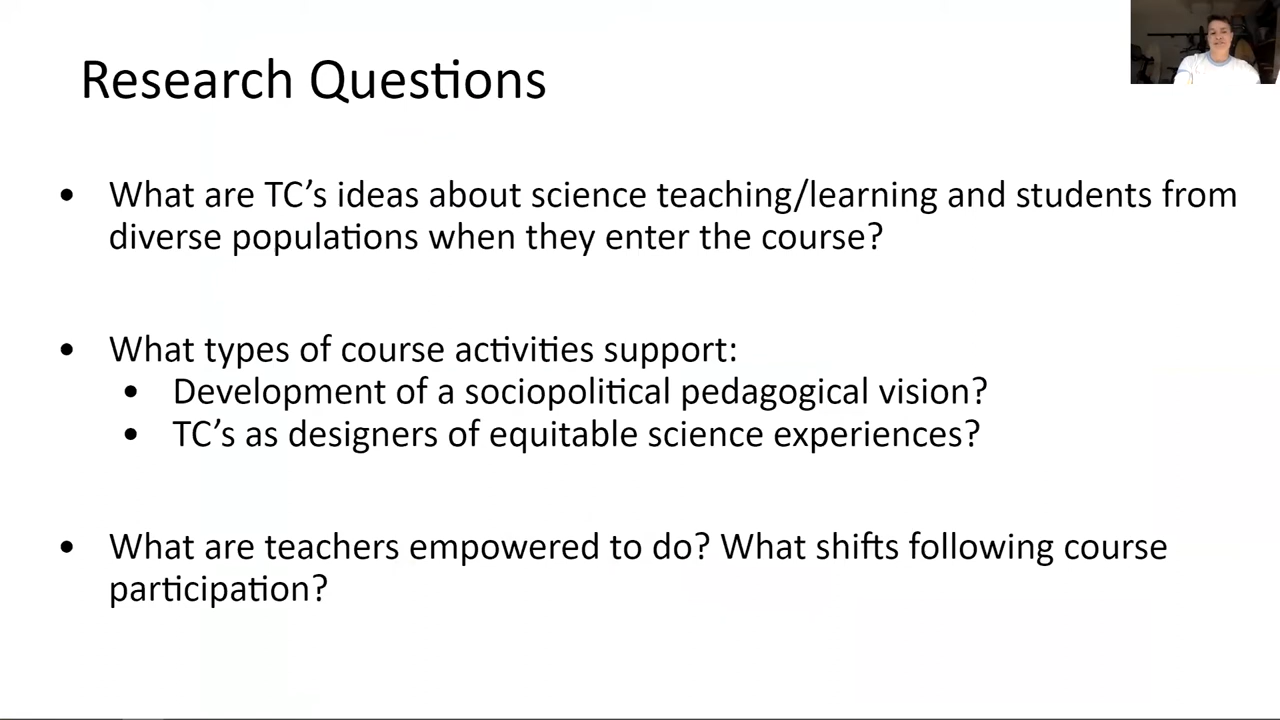 Research Questions
• What are TC’s ideas about science teaching/learning and students from
diverse populations when they enter the course?
• What types of course activities support:
• Development of a sociopolitical pedagogical vision?
• TC’s as designers of equitable science experiences?
• What are teachers empowered to do? What shifts following course
participation?